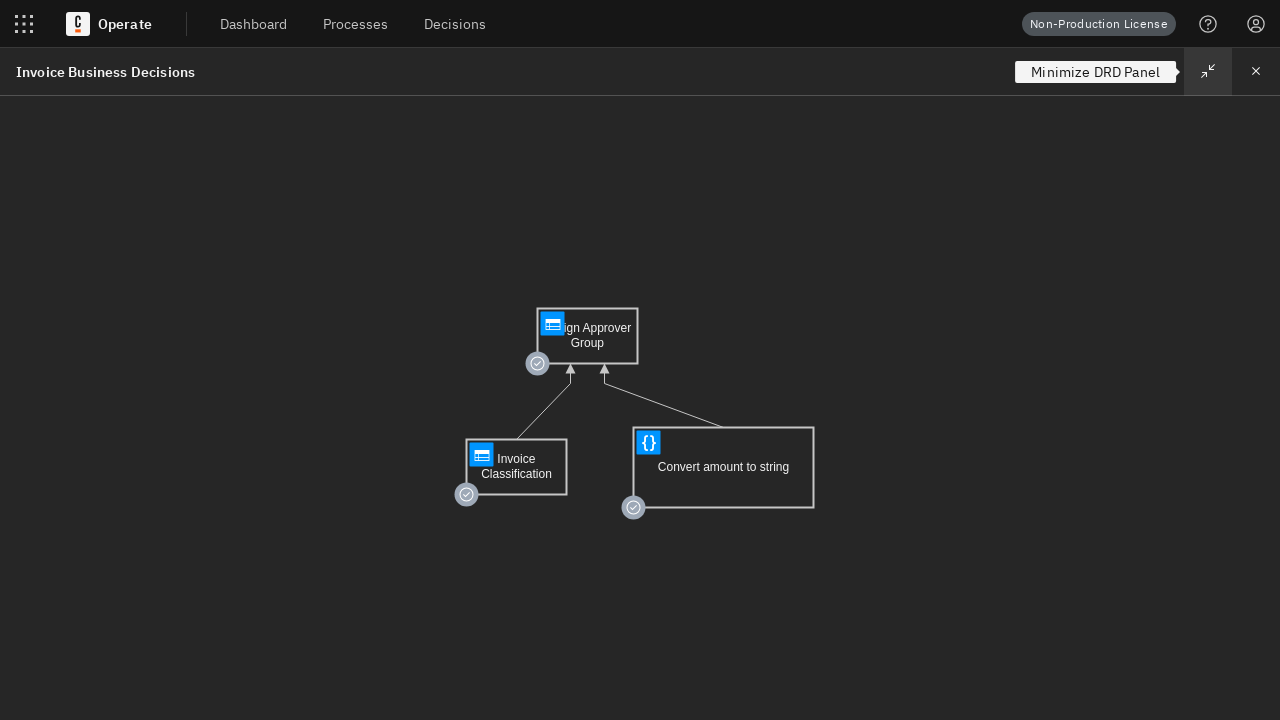 Operate
Dashboard
Processes
Decisions
Non-Production License
Invoice Business Decisions
Minimize DRD Panel
Approver
Group
Invoice
Classification
Convert amount to string